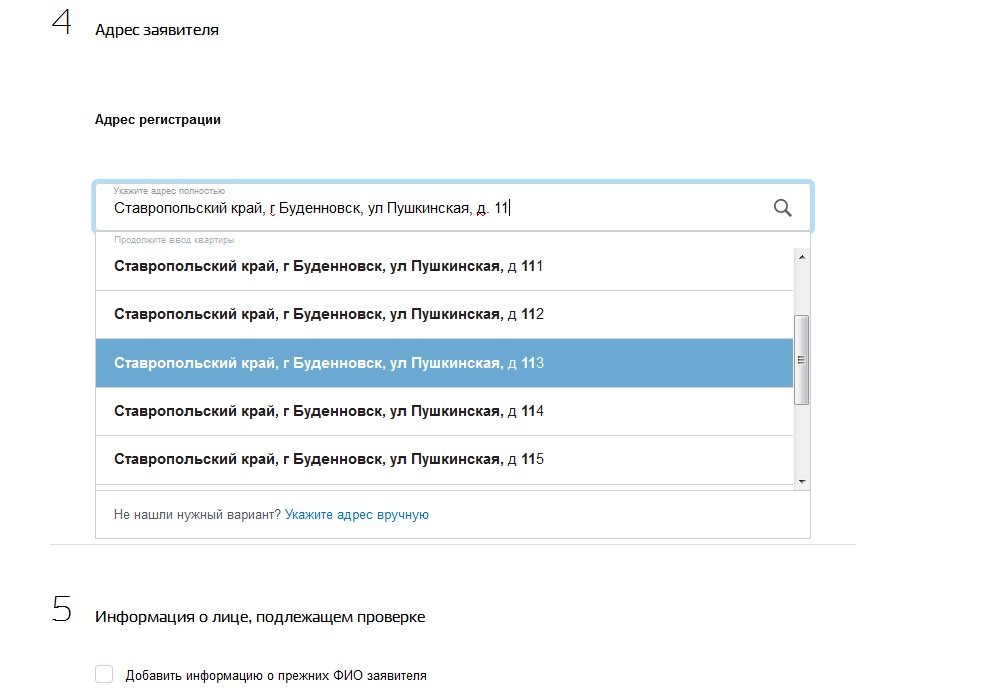 4
Адрес заявителя
Адрес регистрации
Укажите адрес полностью
Ставропольский край, г Буденновск, ул Пушкинская, д. 11
Продолжите ввод квартиры
Ставропольский край, г Буденновск, ул Пушкинская, д 111
Ставропольский край, г Буденновск, ул Пушкинская, д 112
Ставропольский край, г Буденновск, ул Пушкинская, д 113
Ставропольский край, г Буденновск, ул Пушкинская, д 114
Ставропольский край, г Буденновск, ул Пушкинская, д 115
Не нашли нужный вариант? Укажите адрес вручную
5
Информация о лице, подлежащем проверке
Добавить информацию о прежних ФИО заявителя